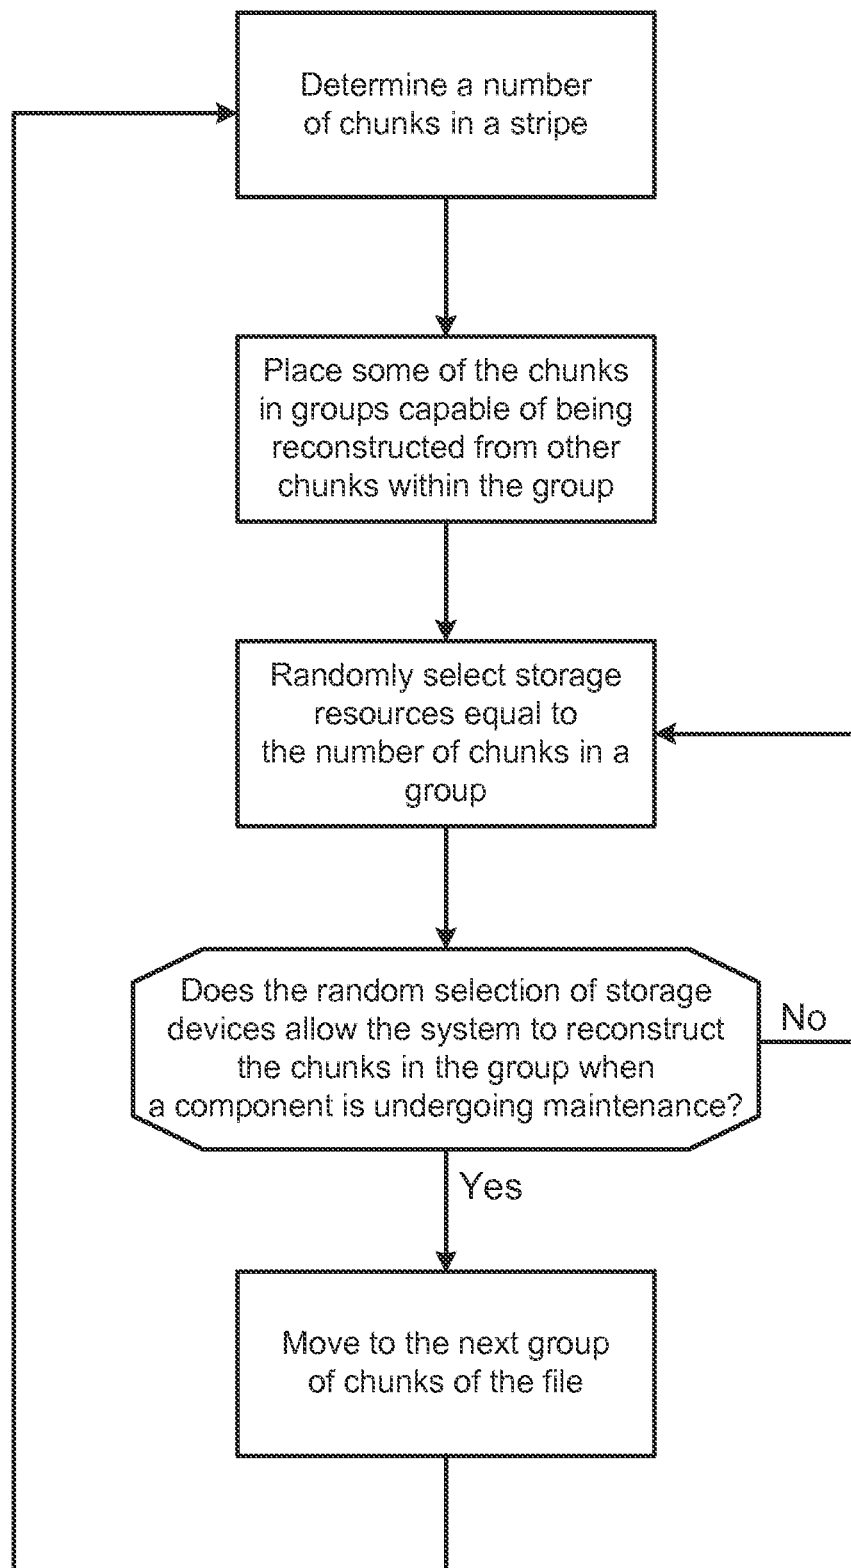 Determine a number
of chunks in a stripe
Place some of the chunks
in groups capable of being
reconstructed from other
chunks within the group
Randomly select storage
resources equal to
the number of chunks in a
group
Does the random selection of storage
devices allow the system to reconstruct
the chunks in the group when
a component is undergoing maintenance?
No
Yes
Move to the next group
of chunks of the file